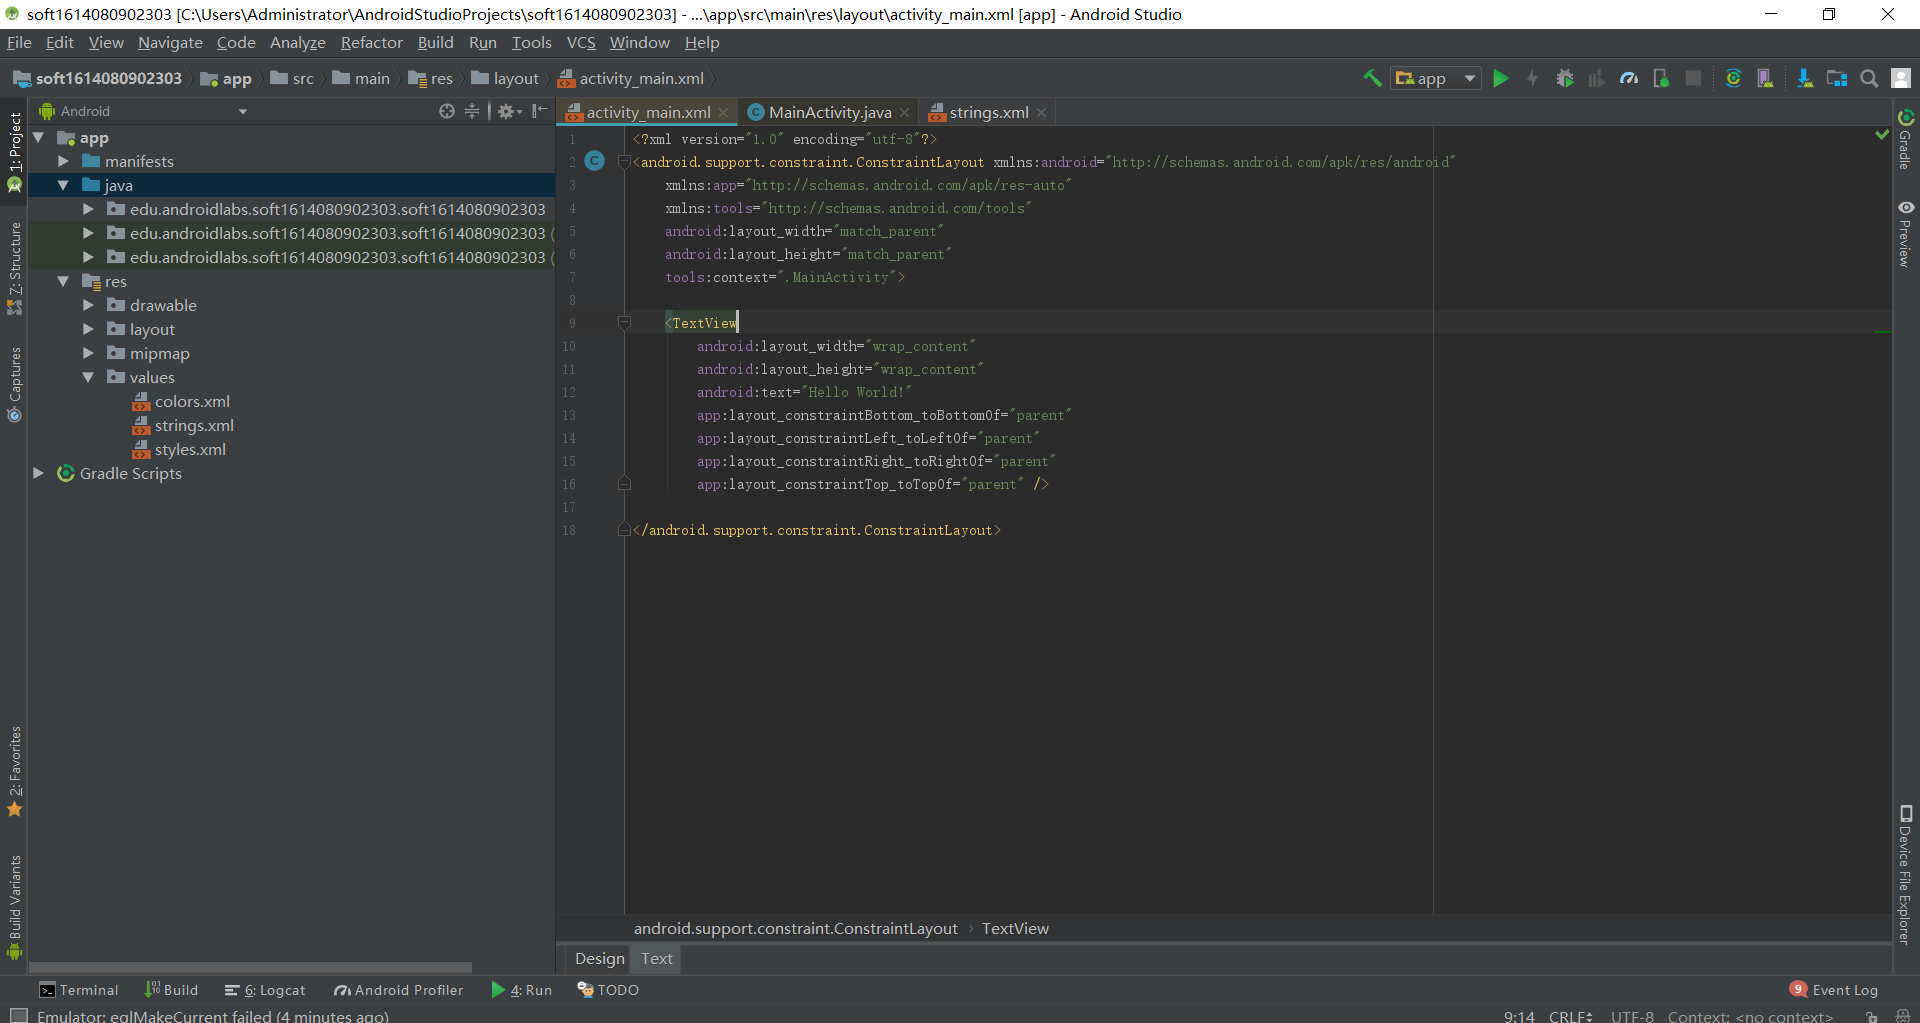 soft1614080902303 [C:\Users\Administrator\AndroidStudioProjects\soft1614080902303] - ...\app\src\main\res\layout\activity_main.xml [app] - Android Studio
File Edit View Navigate Code Analyze Refactor Build Run Tools VCS Window Help
soft1614080902303 app src main res layout activity_main.xml app
Android
activity_main.xml MainActivity.java strings.xml
1: Project
Z: Structure
Captures
2: Favorites
Build Variants
app
manifests
java
edu.androidlabs.soft1614080902303.soft1614080902303
edu.androidlabs.soft1614080902303.soft1614080902303 (
edu.androidlabs.soft1614080902303.soft1614080902303 (
res
drawable
layout
mipmap
values
colors.xml
strings.xml
styles.xml
Gradle Scripts
1 <?xml version="1.0" encoding="utf-8"?>
2 C <android.support.constraint.ConstraintLayout xmlns:android="http://schemas.android.com/apk/res/android"
3 xmlns:app="http://schemas.android.com/apk/res-auto"
4 xmlns:tools="http://schemas.android.com/tools"
5 android:layout_width="match_parent"
6 android:layout_height="match_parent"
7 tools:context=".MainActivity">
8
9 <TextView
10 android:layout_width="wrap_content"
11 android:layout_height="wrap_content"
12 android:text="Hello World!"
13 app:layout_constraintBottom_toBottomOf="parent"
14 app:layout_constraintLeft_toLeftOf="parent"
15 app:layout_constraintRight_toRightOf="parent"
16 app:layout_constraintTop_toTopOf="parent" />
17
18 </android.support.constraint.ConstraintLayout>
Gradle
Preview
Device File Explorer
android.support.constraint.ConstraintLayout › TextView
Design Text
Terminal Build 6: Logcat Android Profiler 4: Run TODO 9 Event Log
Emulator: eglMakeCurrent failed (4 minutes ago) 9:14 CRLF UTF-8 Context: <no context>